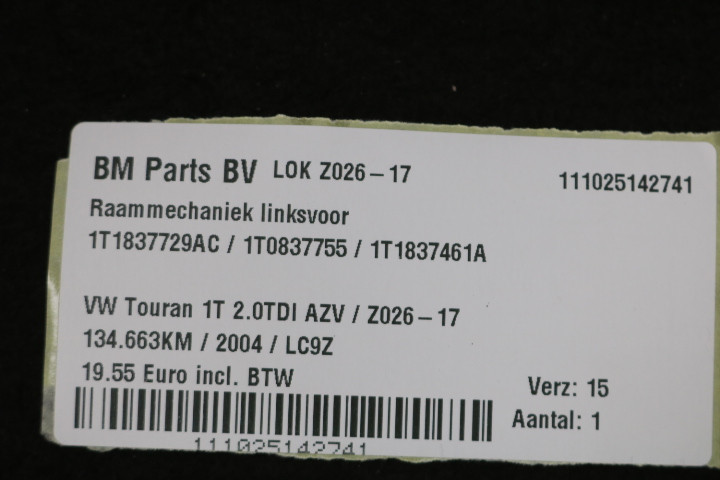 BM Parts BV LOK Z026-17 111025142741
Raammechaniek linksvoor
1T1837729AC / 1T0837755 / 1T1837461A
VW Touran 1T 2.0TDI AZV / Z026-17
134.663KM / 2004 / LC9Z
19.55 Euro incl. BTW Verz: 15
Aantal: 1
111025142741